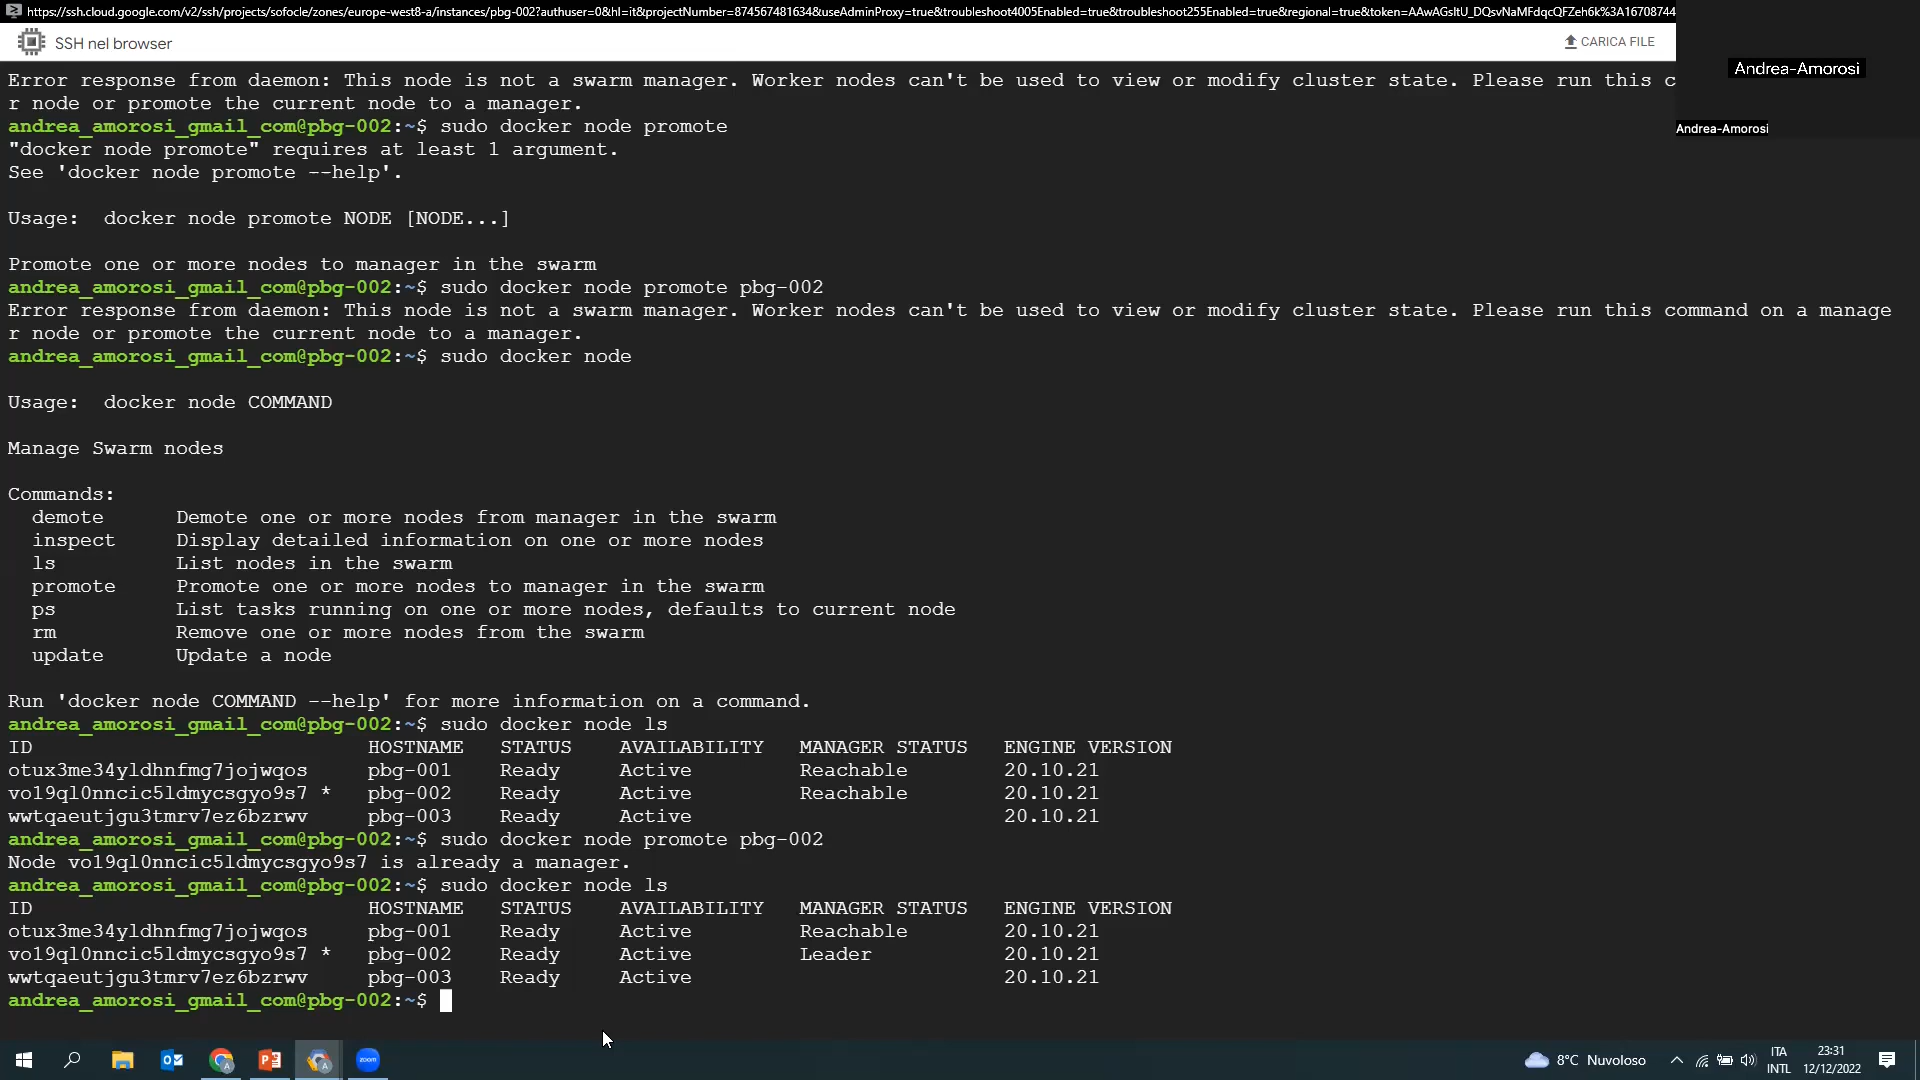 https://ssh.cloud.google.com/v2/ssh/projects/sofocle/zones/europe-west8-a/instances/pbg-002?authuser=0&hl=it&projectNumber=874567481634&useAdminProxy=true&troubleshoot4005Enabled=true&troubleshoot255Enabled=true&regional=true&token=AAwAGsltU_DQsvNaMFdqcQFZeh6k%3A16708744
SSH nel browser
CARICA FILE
Andrea-Amorosi
Andrea-Amorosi
Error response from daemon: This node is not a swarm manager. Worker nodes can't be used to view or modify cluster state. Please run this c
r node or promote the current node to a manager.
andrea_amorosi_gmail_com@pbg-002:~$ sudo docker node promote
"docker node promote" requires at least 1 argument.
See 'docker node promote --help'.
Usage:  docker node promote NODE [NODE...]
Promote one or more nodes to manager in the swarm
andrea_amorosi_gmail_com@pbg-002:~$ sudo docker node promote pbg-002
Error response from daemon: This node is not a swarm manager. Worker nodes can't be used to view or modify cluster state. Please run this command on a manage
r node or promote the current node to a manager.
andrea_amorosi_gmail_com@pbg-002:~$ sudo docker node
Usage:  docker node COMMAND
Manage Swarm nodes
Commands:
  demote      Demote one or more nodes from manager in the swarm
  inspect     Display detailed information on one or more nodes
  ls          List nodes in the swarm
  promote     Promote one or more nodes to manager in the swarm
  ps          List tasks running on one or more nodes, defaults to current node
  rm          Remove one or more nodes from the swarm
  update      Update a node
Run 'docker node COMMAND --help' for more information on a command.
andrea_amorosi_gmail_com@pbg-002:~$ sudo docker node ls
ID                            HOSTNAME   STATUS    AVAILABILITY   MANAGER STATUS   ENGINE VERSION
otux3me34yldhnfmg7jojwqos     pbg-001    Ready     Active         Reachable        20.10.21
vo19ql0nncic5ldmycsgyo9s7 *   pbg-002    Ready     Active         Reachable        20.10.21
wwtqaeutjgu3tmrv7ez6bzrwv     pbg-003    Ready     Active                          20.10.21
andrea_amorosi_gmail_com@pbg-002:~$ sudo docker node promote pbg-002
Node vo19ql0nncic5ldmycsgyo9s7 is already a manager.
andrea_amorosi_gmail_com@pbg-002:~$ sudo docker node ls
ID                            HOSTNAME   STATUS    AVAILABILITY   MANAGER STATUS   ENGINE VERSION
otux3me34yldhnfmg7jojwqos     pbg-001    Ready     Active         Reachable        20.10.21
vo19ql0nncic5ldmycsgyo9s7 *   pbg-002    Ready     Active         Leader           20.10.21
wwtqaeutjgu3tmrv7ez6bzrwv     pbg-003    Ready     Active                          20.10.21
andrea_amorosi_gmail_com@pbg-002:~$
zoom
8°C Nuvoloso
ITA
INTL
23:31
12/12/2022